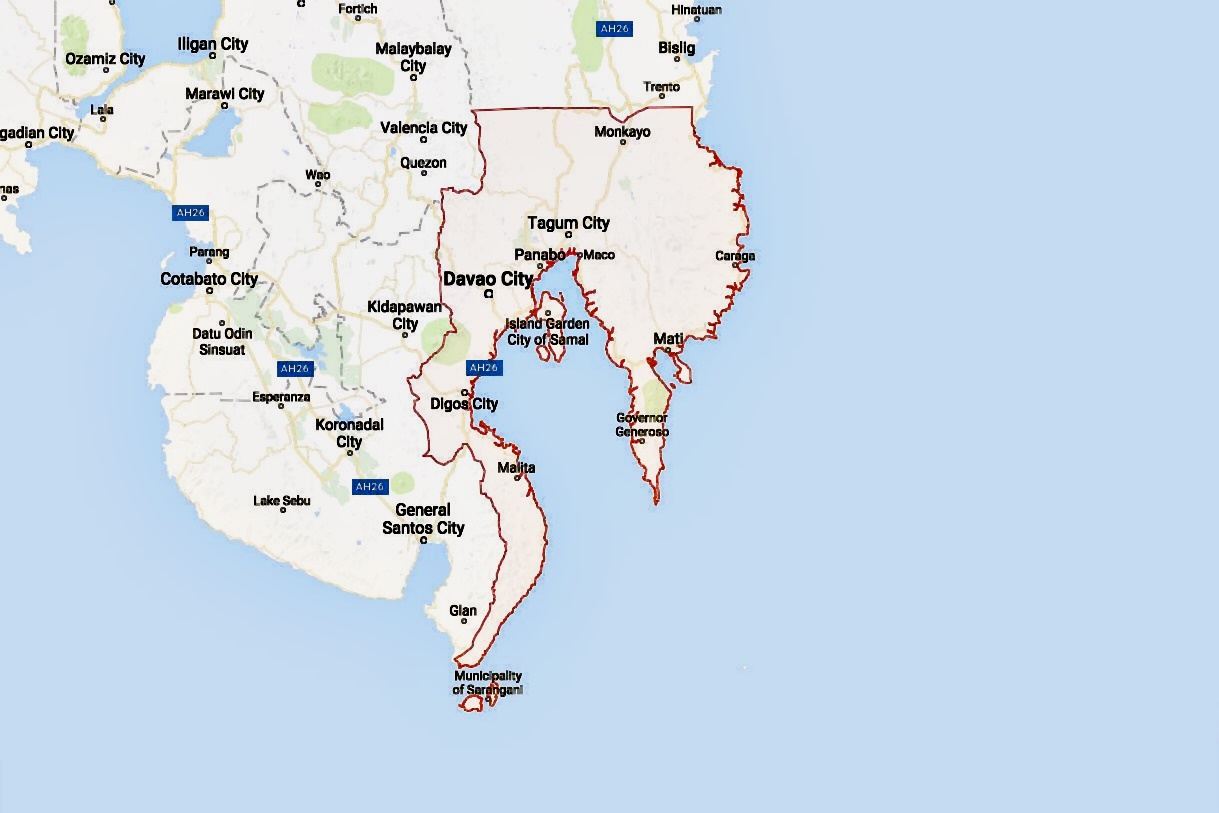 Hinatuan
Fortich
AH26
Iligan City
Bislig
Malaybalay
City
Ozamiz City
Trento
Marawi City
Lala
Valencia City
Monkayo
gadian City
Quezon
Wao
nas
AH26
Tagum City
Parang
Panabo
Maco
Caraga
Cotabato City
Davao City
Kidapawan
City
Island Garden
City of Samal
Datu Odin
Sinsuat
Mati
AH26
AH26
Esperanza
Digos City
Governor
Generoso
Koronadal
City
Malita
AH26
Lake Sebu
General
Santos City
Glan
Municipality
of Sarangani